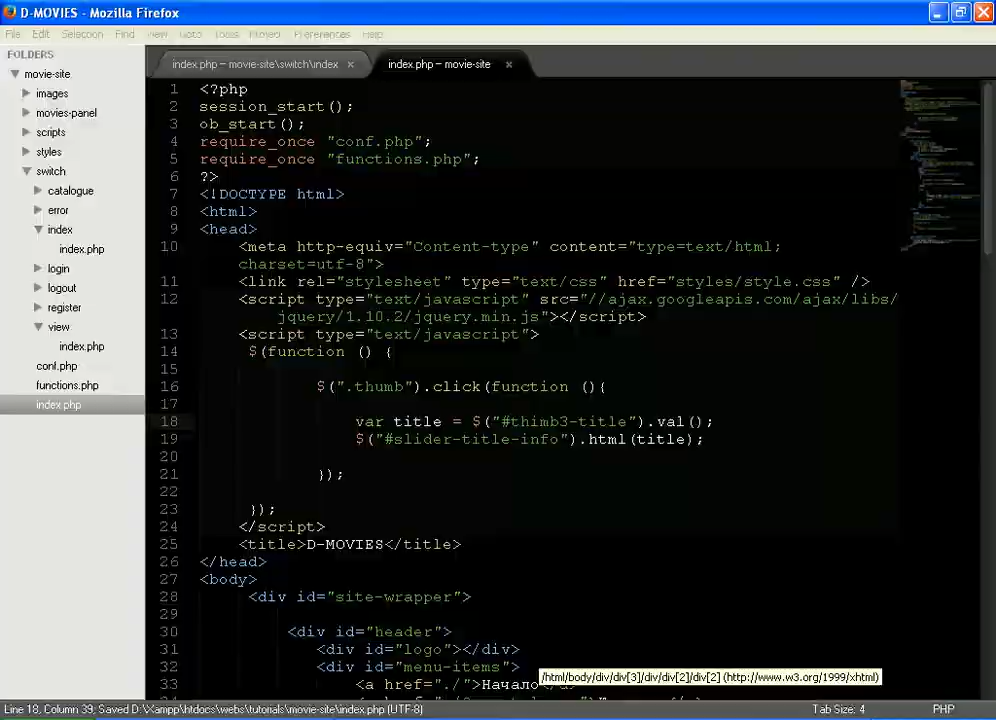 D-MOVIES - Mozilla Firefox
File Edit Selection Find View Goto Tools Project Preferences Help
FOLDERS
movie-site
images
movies-panel
scripts
styles
switch
catalogue
error
index
index.php
login
logout
register
view
index.php
conf.php
functions.php
index.php
index.php – movie-site\switch\index ×
index.php – movie-site ×
1 <?php
2 session_start();
3 ob_start();
4 require_once "conf.php";
5 require_once "functions.php";
6 ?>
7 <!DOCTYPE html>
8 <html>
9 <head>
10 <meta http-equiv="Content-type" content="type=text/html;
charset=utf-8">
11 <link rel="stylesheet" type="text/css" href="styles/style.css" />
12 <script type="text/javascript" src="//ajax.googleapis.com/ajax/libs/
jquery/1.10.2/jquery.min.js"></script>
13 <script type="text/javascript">
14 $(function () {
15
16 $(".thumb").click(function (){
17
18 var title = $("#thimb3-title").val();
19 $("#slider-title-info").html(title);
20
21 });
22
23 });
24 </script>
25 <title>D-MOVIES</title>
26 </head>
27 <body>
28 <div id="site-wrapper">
29
30 <div id="header">
31 <div id="logo"></div>
32 <div id="menu-items">
33 <a href="./">Начало</a>
/html/body/div/div[3]/div/div[2]/div[2] (http://www.w3.org/1999/xhtml)
Line 18, Column 39; Saved D:\Xampp\htdocs\webs\tutorials\movie-site\index.php (UTF-8)
Tab Size: 4
PHP